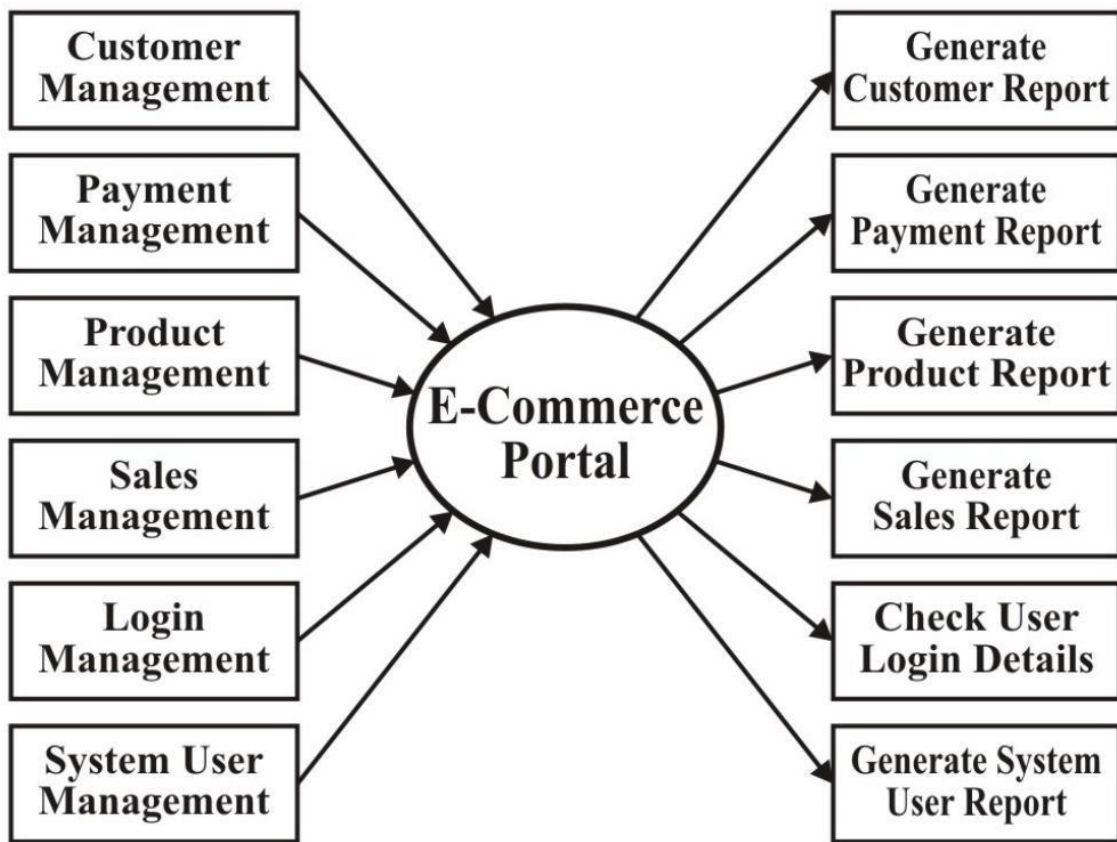 Customer
Management
Payment
Management
Product
Management
Sales
Management
Login
Management
System User
Management
E-Commerce
Portal
Generate
Customer Report
Generate
Payment Report
Generate
Product Report
Generate
Sales Report
Check User
Login Details
Generate System
User Report